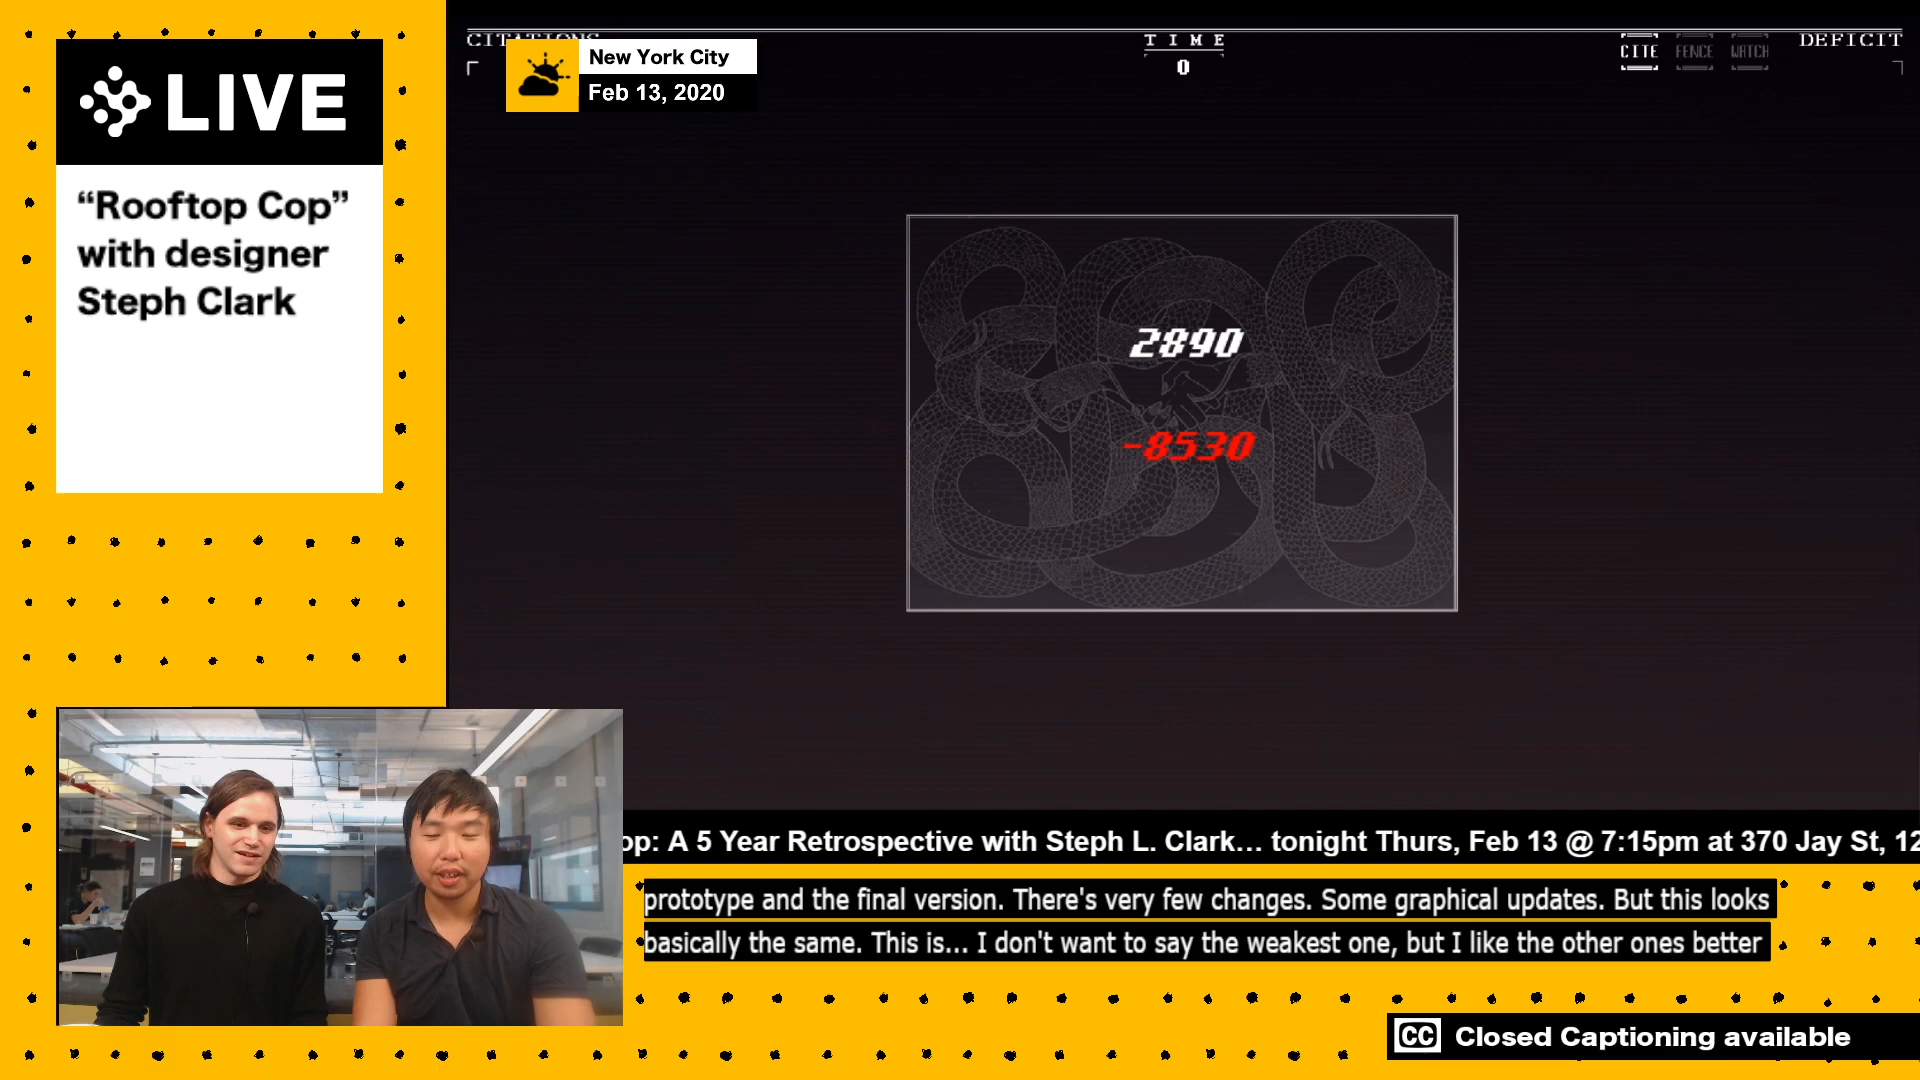 LIVE
“Rooftop Cop”
with designer
Steph Clark
CITATIONS
New York City
Feb 13, 2020
TIME
0
CITE FENCE WATCH
DEFICIT
2890
-8530
op: A 5 Year Retrospective with Steph L. Clark... tonight Thurs, Feb 13 @ 7:15pm at 370 Jay St, 12
prototype and the final version. There's very few changes. Some graphical updates. But this looks
basically the same. This is... I don't want to say the weakest one, but I like the other ones better
CC Closed Captioning available